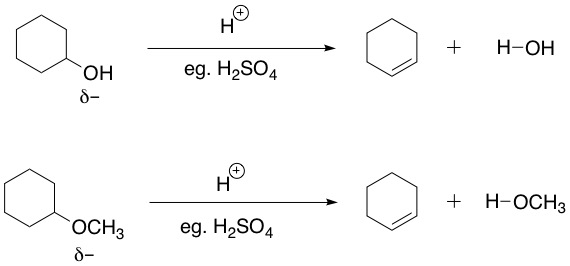 H⊕
OH
δ−
eg. H₂SO₄
+ H−OH
H⊕
OCH₃
δ−
eg. H₂SO₄
+ H−OCH₃